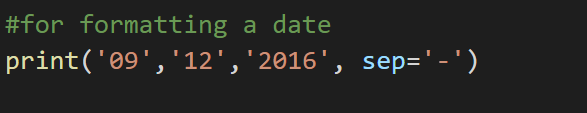 #for formatting a date
print('09','12','2016', sep='-')